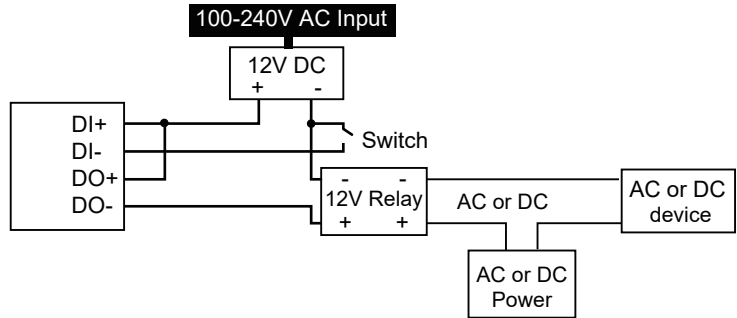 100-240V AC Input
12V DC
+ -
DI+
DI-
DO+
DO-
Switch
- -
12V Relay
+ +
AC or DC
AC or DC
device
AC or DC
Power